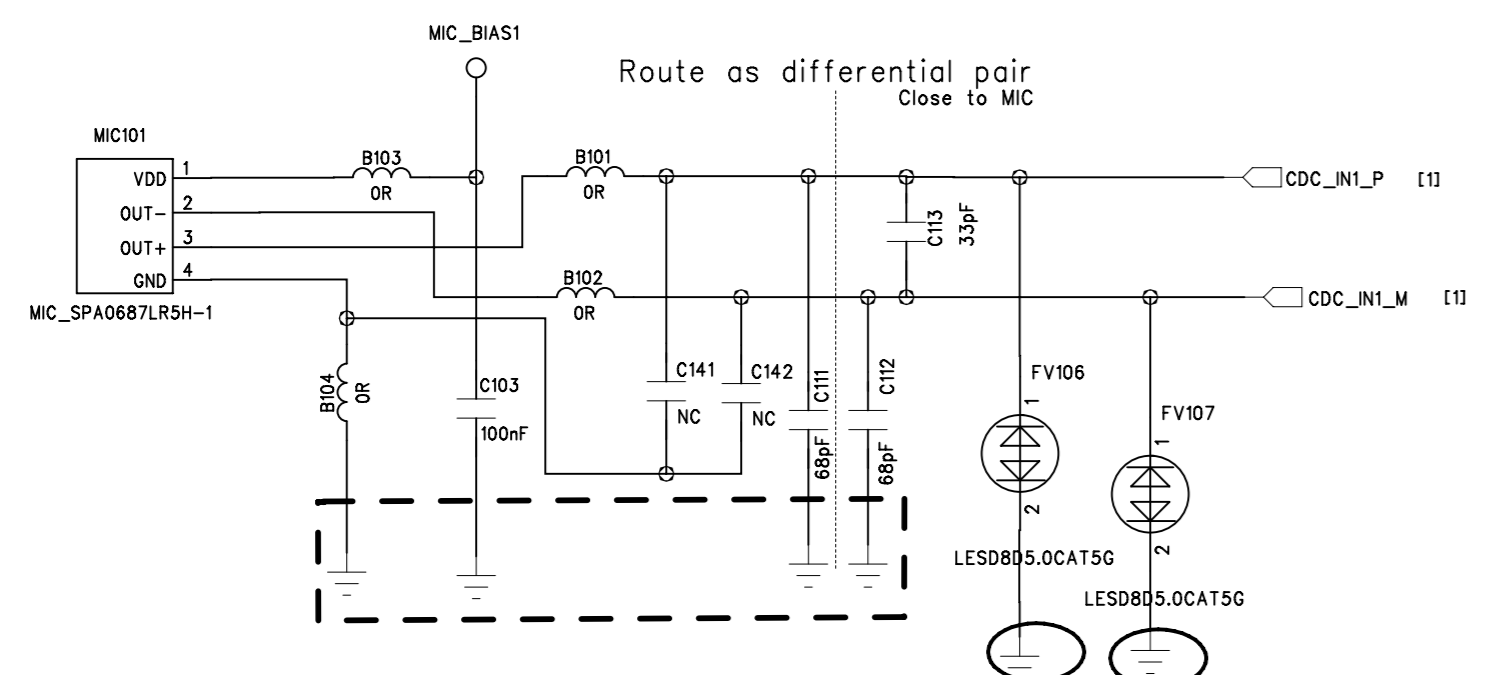 MIC_BIAS1
Route as differential pair
Close to MIC
MIC101
VDD 1
OUT- 2
OUT+ 3
GND 4
MIC_SPA0687LR5H-1
B103
0R
B101
0R
B102
0R
B104
0R
C103
100nF
C141
NC
C142
NC
C111
68pF
C112
68pF
C113
33pF
CDC_IN1_P [1]
CDC_IN1_M [1]
FV106
1
2
LESD8D5.0CAT5G
FV107
1
2
LESD8D5.0CAT5G